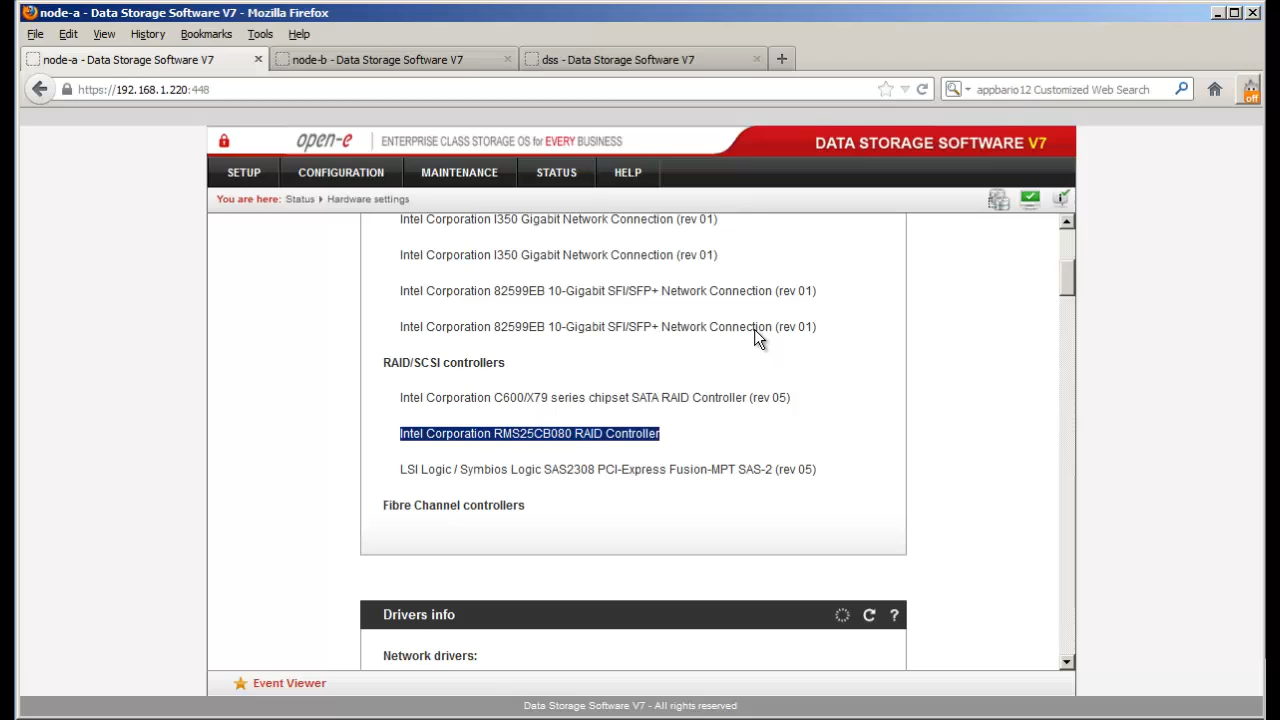 node-a - Data Storage Software V7 - Mozilla Firefox
File Edit View History Bookmarks Tools Help
node-a - Data Storage Software V7
node-b - Data Storage Software V7
dss - Data Storage Software V7
https://192.168.1.220:448
appbario12 Customized Web Search
off
open-e ENTERPRISE CLASS STORAGE OS for EVERY BUSINESS
DATA STORAGE SOFTWARE V7
SETUP CONFIGURATION MAINTENANCE STATUS HELP
You are here: Status Hardware settings
Intel Corporation I350 Gigabit Network Connection (rev 01)
Intel Corporation I350 Gigabit Network Connection (rev 01)
Intel Corporation 82599EB 10-Gigabit SFI/SFP+ Network Connection (rev 01)
Intel Corporation 82599EB 10-Gigabit SFI/SFP+ Network Connection (rev 01)
RAID/SCSI controllers
Intel Corporation C600/X79 series chipset SATA RAID Controller (rev 05)
Intel Corporation RMS25CB080 RAID Controller
LSI Logic / Symbios Logic SAS2308 PCI-Express Fusion-MPT SAS-2 (rev 05)
Fibre Channel controllers
Drivers info
Network drivers:
Event Viewer
Data Storage Software V7 - All rights reserved